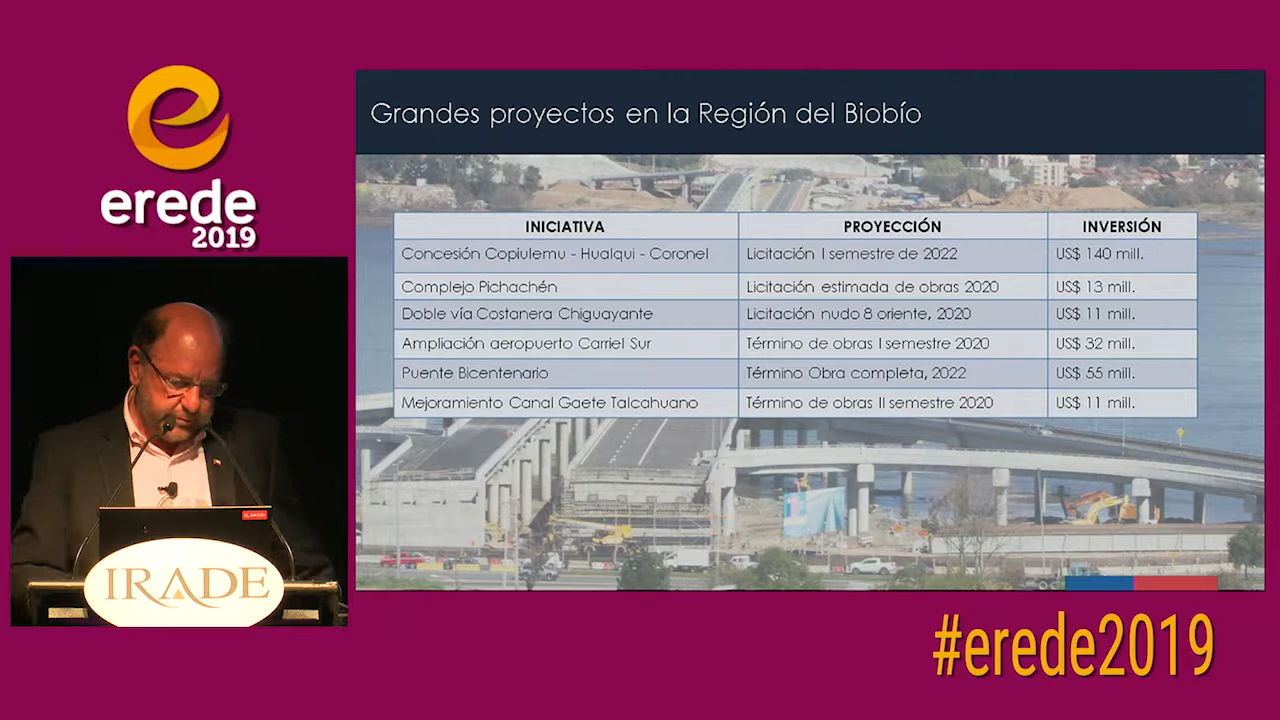 erede
2019
Grandes proyectos en la Región del Biobío
INICIATIVA PROYECCIÓN INVERSIÓN
Concesión Copiulemu - Hualqui - Coronel Licitación I semestre de 2022 US$ 140 mill.
Complejo Pichachén Licitación estimada de obras 2020 US$ 13 mill.
Doble vía Costanera Chiguayante Licitación nudo 8 oriente, 2020 US$ 11 mill.
Ampliación aeropuerto Carriel Sur Término de obras I semestre 2020 US$ 32 mill.
Puente Bicentenario Término Obra completa, 2022 US$ 55 mill.
Mejoramiento Canal Gaete Talcahuano Término de obras II semestre 2020 US$ 11 mill.
IRADE
#erede2019